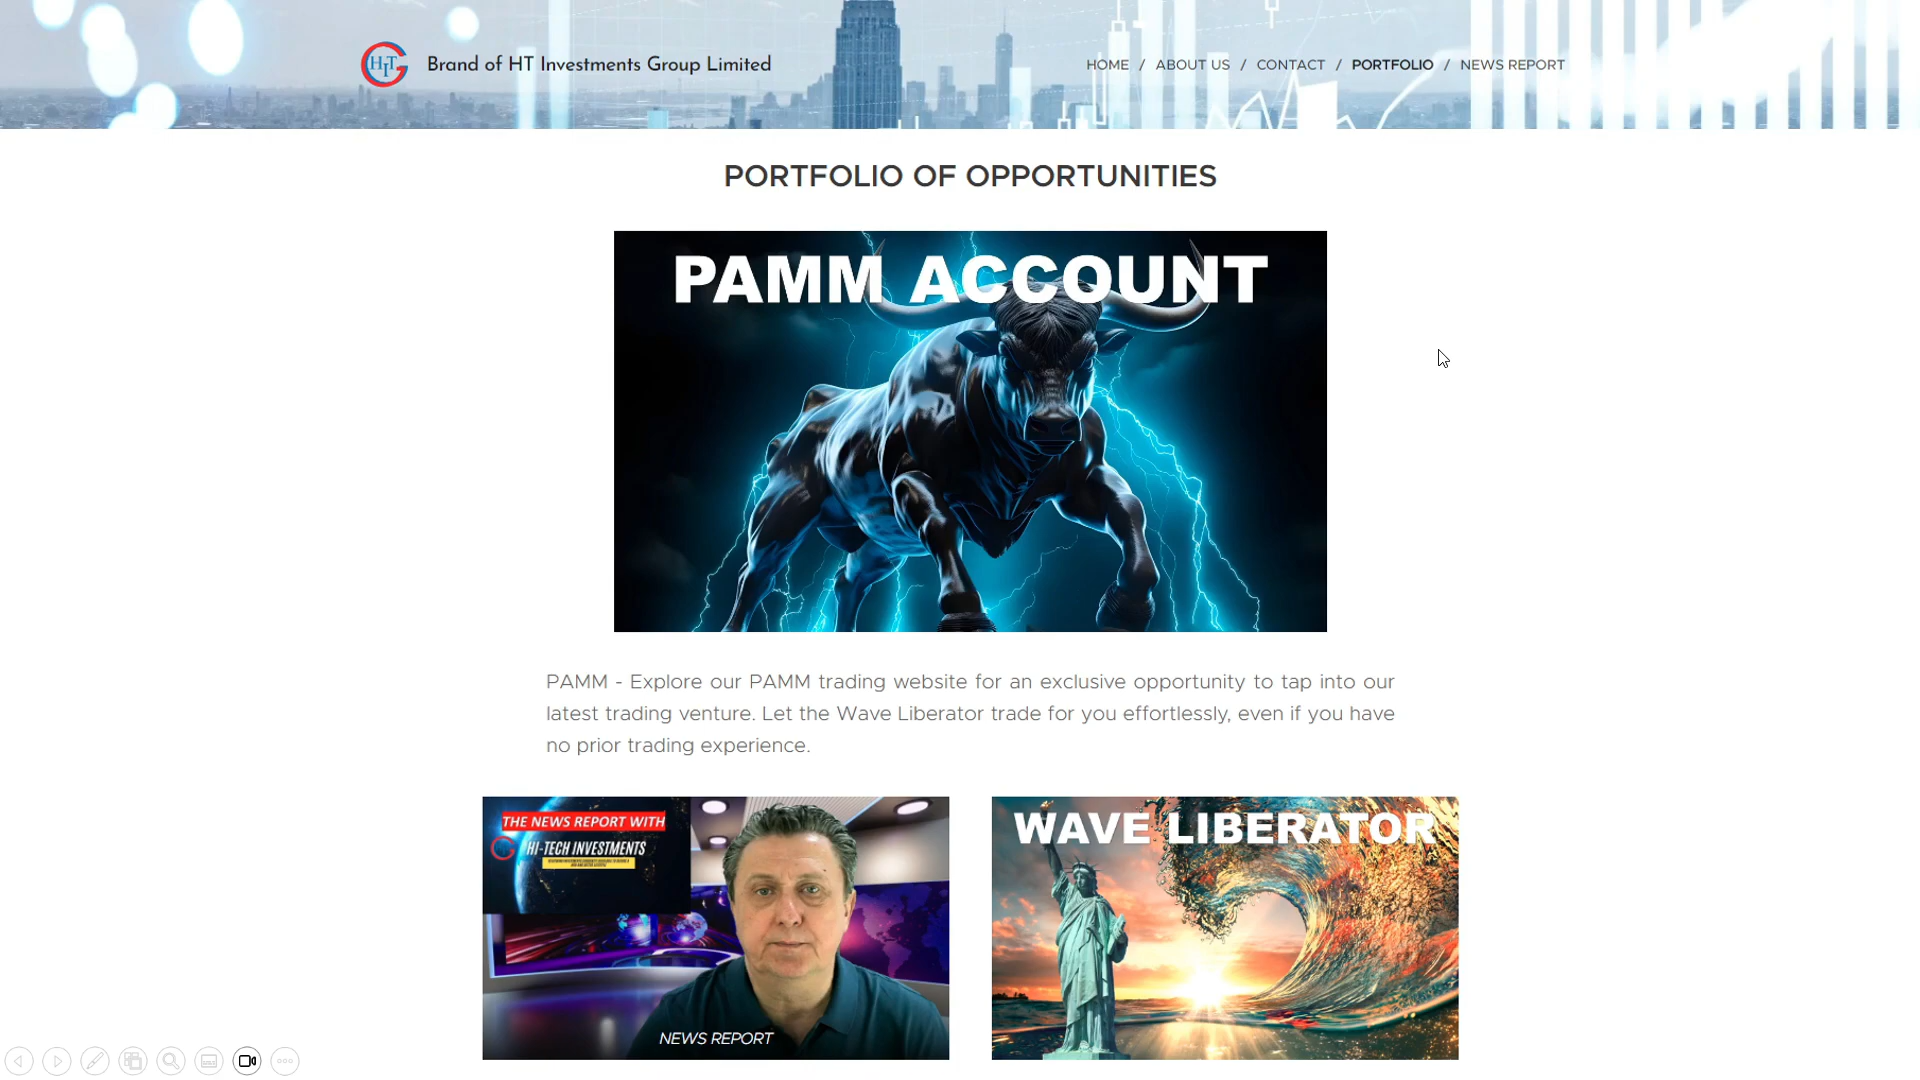 HIT
Brand of HT Investments Group Limited
HOME / ABOUT US / CONTACT / PORTFOLIO / NEWS REPORT
PORTFOLIO OF OPPORTUNITIES
PAMM ACCOUNT
PAMM - Explore our PAMM trading website for an exclusive opportunity to tap into our
latest trading venture. Let the Wave Liberator trade for you effortlessly, even if you have
no prior trading experience.
THE NEWS REPORT WITH
HI-TECH INVESTMENTS
NEWS REPORT
WAVE LIBERATOR